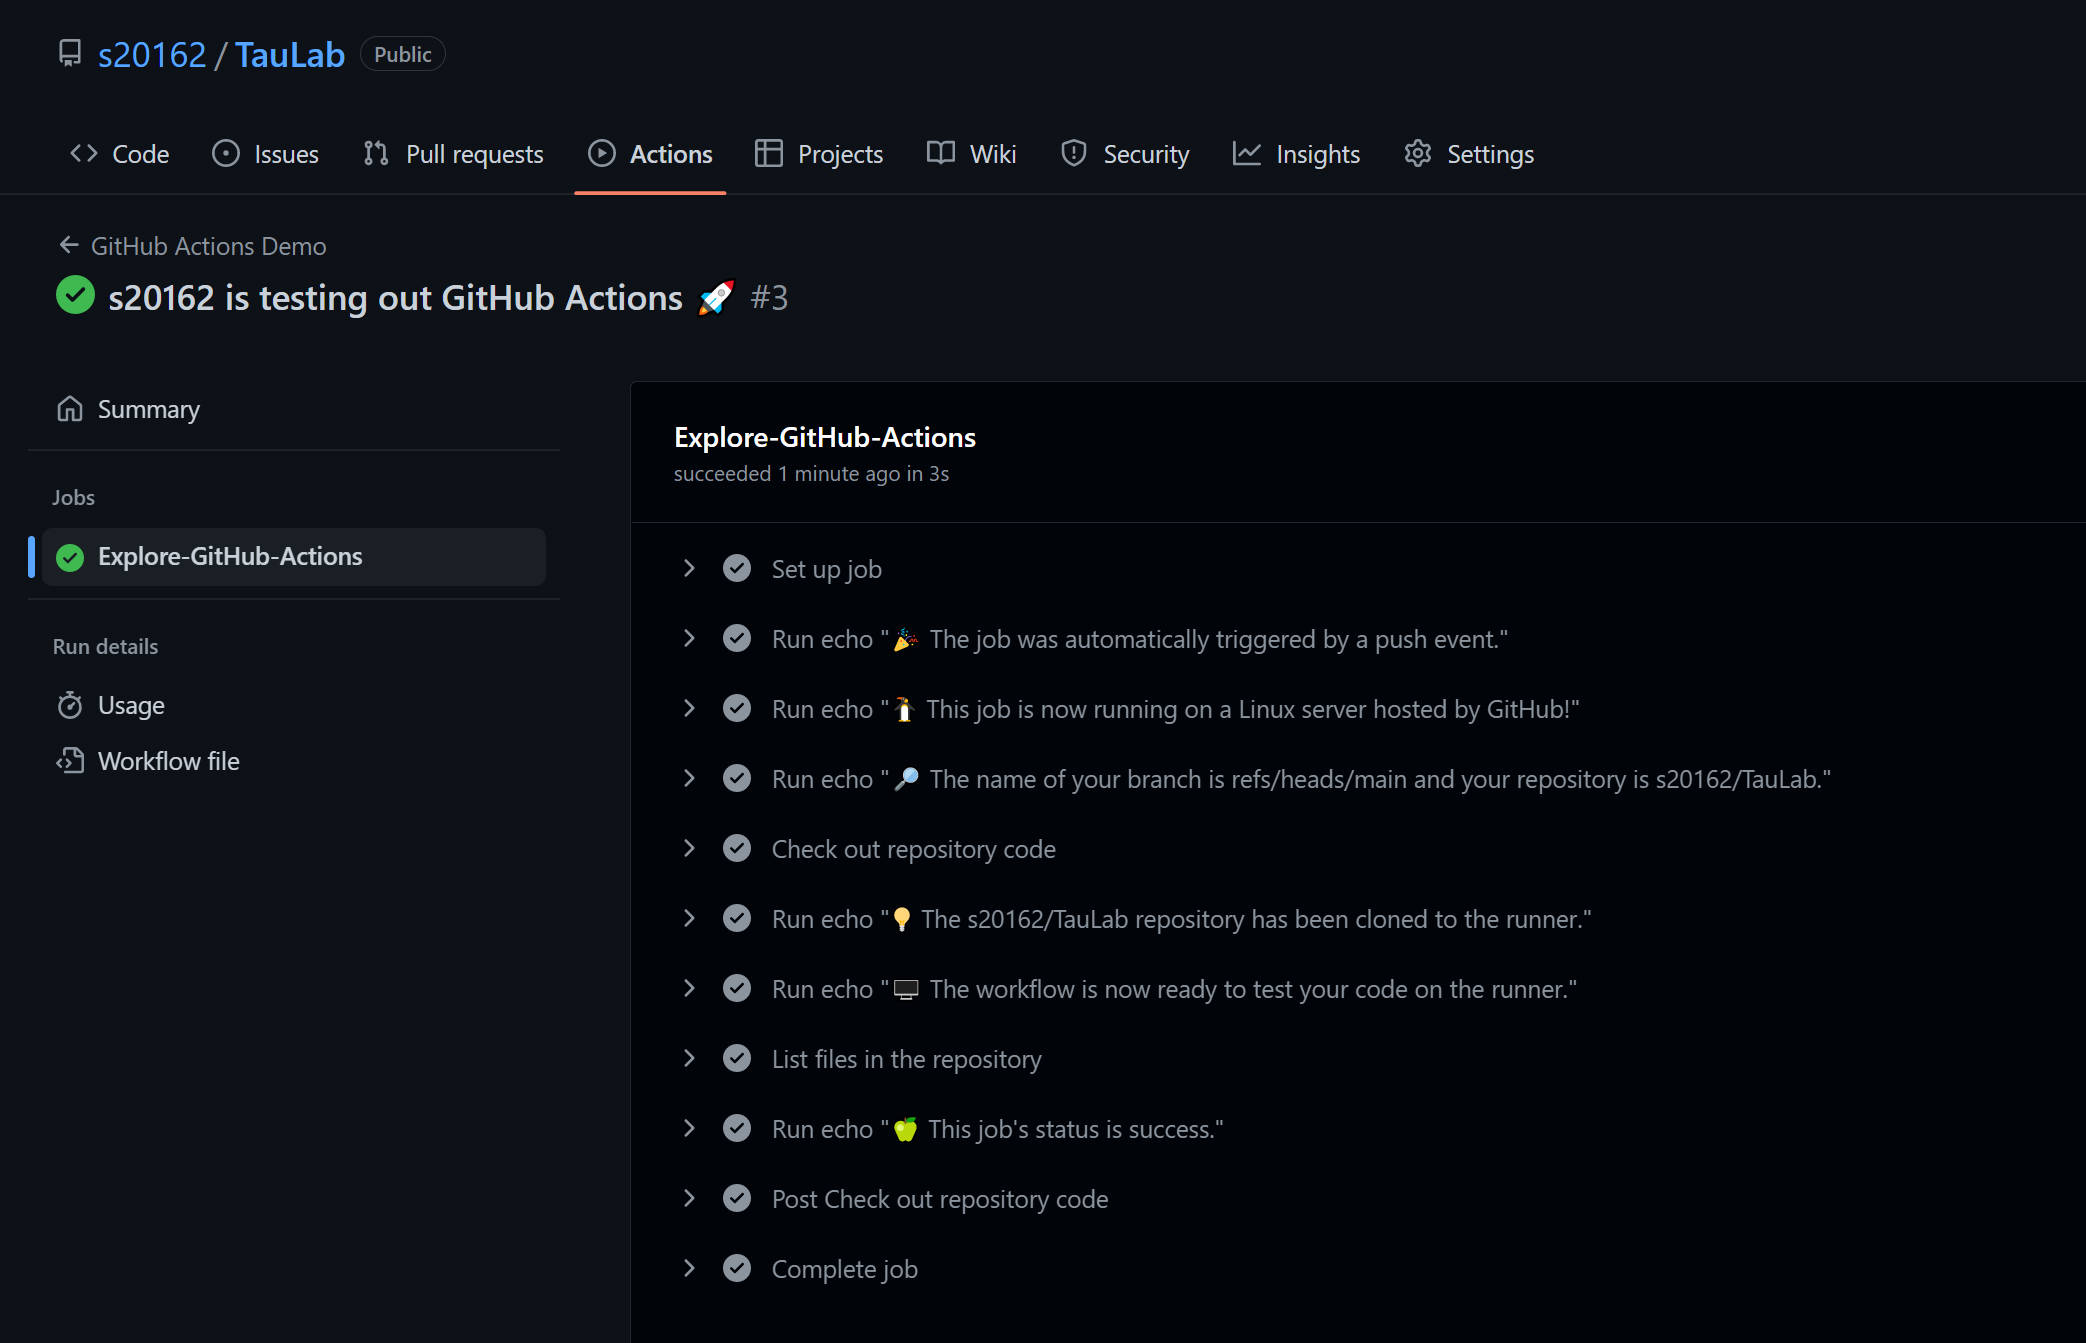 s20162 / TauLab Public
Code Issues Pull requests Actions Projects Wiki Security Insights Settings
← GitHub Actions Demo
s20162 is testing out GitHub Actions 🚀 #3
Summary
Jobs
Explore-GitHub-Actions
Run details
Usage
Workflow file
Explore-GitHub-Actions
succeeded 1 minute ago in 3s
Set up job
Run echo "🎉 The job was automatically triggered by a push event."
Run echo "🐧 This job is now running on a Linux server hosted by GitHub!"
Run echo "🔎 The name of your branch is refs/heads/main and your repository is s20162/TauLab."
Check out repository code
Run echo "💡 The s20162/TauLab repository has been cloned to the runner."
Run echo "🖥️ The workflow is now ready to test your code on the runner."
List files in the repository
Run echo "🍏 This job's status is success."
Post Check out repository code
Complete job